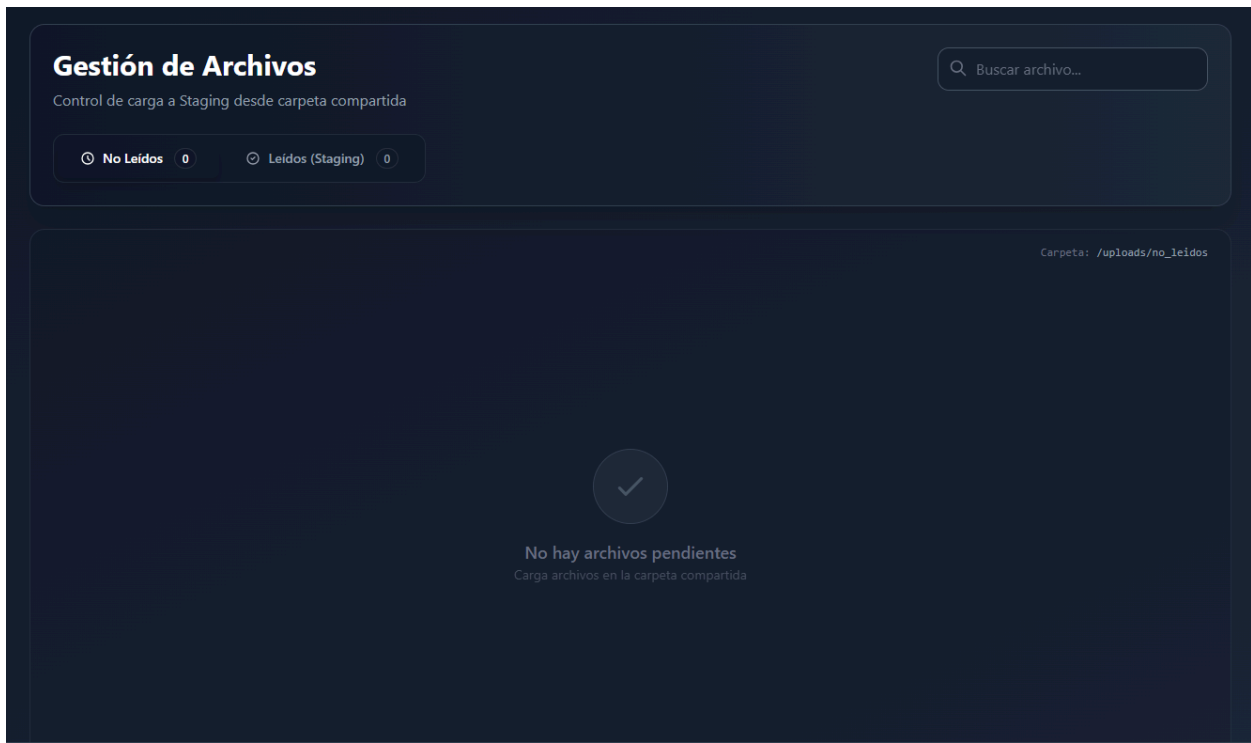 Gestión de Archivos
Buscar archivo...
Control de carga a Staging desde carpeta compartida
No Leídos 0 Leídos (Staging) 0
Carpeta: /uploads/no_leidos
No hay archivos pendientes
Carga archivos en la carpeta compartida